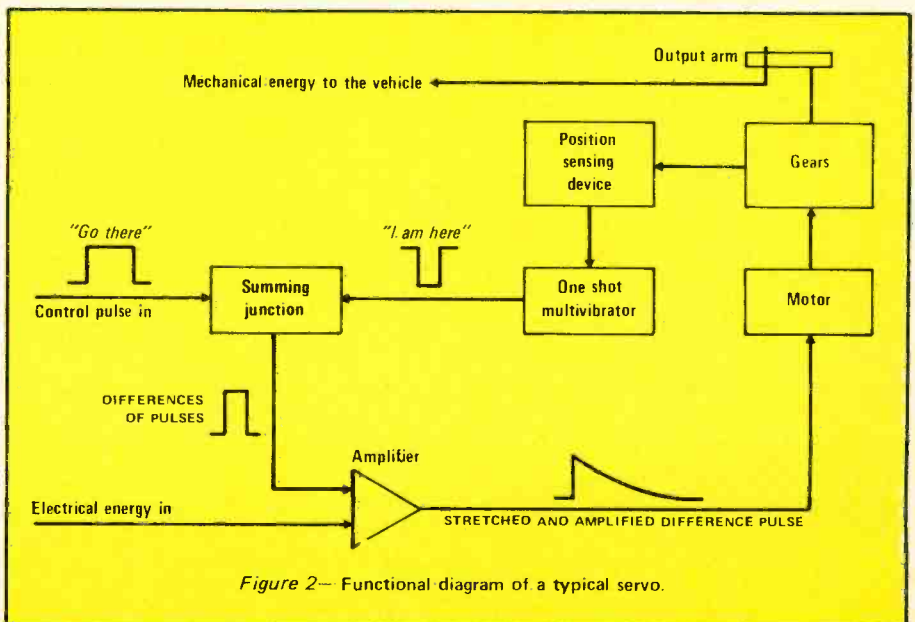 Output arm
Mechanical energy to the vehicle
Position
sensing
device
Gears
"Go there"
"I am here"
Summing
junction
One shot
multivibrator
Motor
Control pulse in
DIFFERENCES
OF PULSES
Amplifier
Electrical energy in
STRETCHED AND AMPLIFIED DIFFERENCE PULSE
Figure 2— Functional diagram of a typical servo.